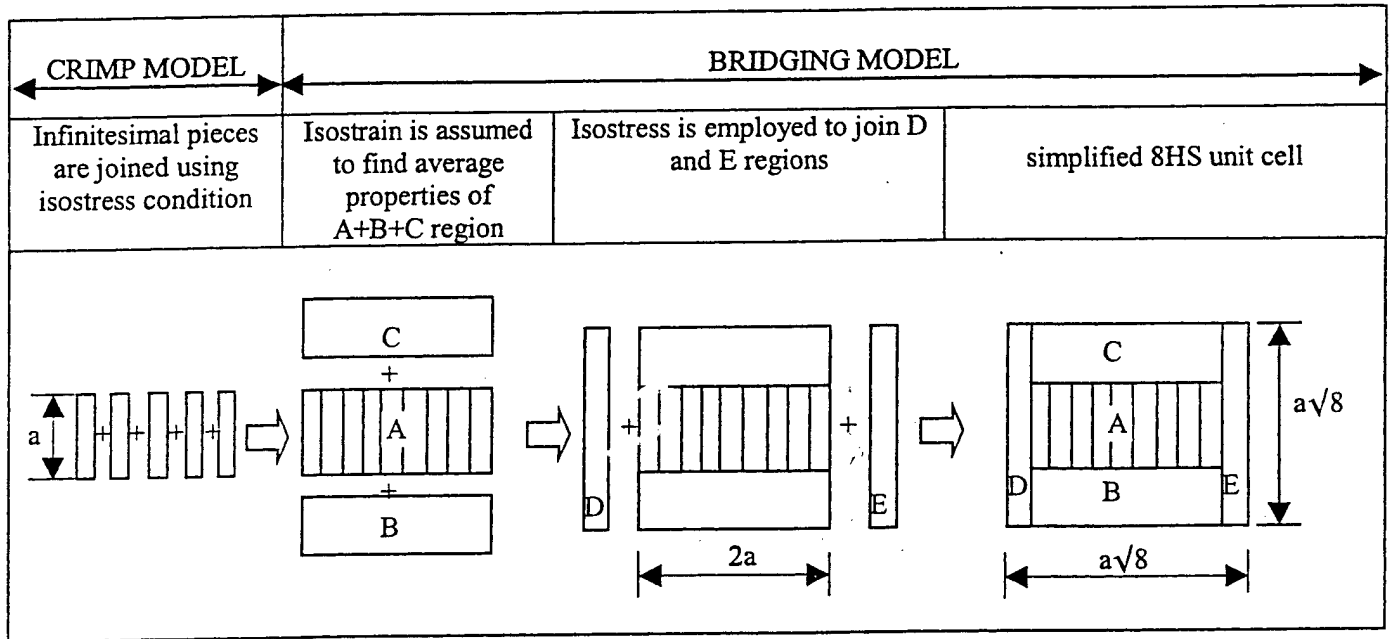 CRIMP MODEL
BRIDGING MODEL
Infinitesimal pieces
are joined using
isostress condition
Isostrain is assumed
to find average
properties of
A+B+C region
Isostress is employed to join D
and E regions
simplified 8HS unit cell
a
+ + + +
C
+
A
+
B
D
+
+
E
2a
C
A
D
B
E
a√8
a√8